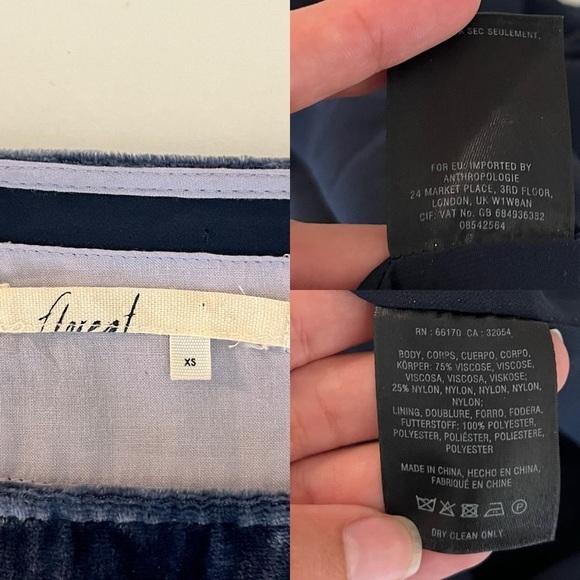 SEC SEULEMENT.
FOR EU: IMPORTED BY
ANTHROPOLOGIE
24 MARKET PLACE, 3RD FLOOR,
LONDON, UK W1W8AN
CIF: VAT No. GB 684936382
08542564
XS
RN : 66170 CA : 32054
BODY, CORPS, CUERPO, CORPO,
KÖRPER: 75% VISCOSE, VISCOSE,
VISCOSA, VISCOSA, VISKOSE;
25% NYLON, NYLON, NYLON, NYLON,
NYLON;
LINING, DOUBLURE, FORRO, FODERA,
FUTTERSTOFF: 100% POLYESTER,
POLYESTER, POLIÉSTER, POLIESTERE,
POLYESTER
MADE IN CHINA, HECHO EN CHINA,
FABRIQUÉ EN CHINE
DRY CLEAN ONLY